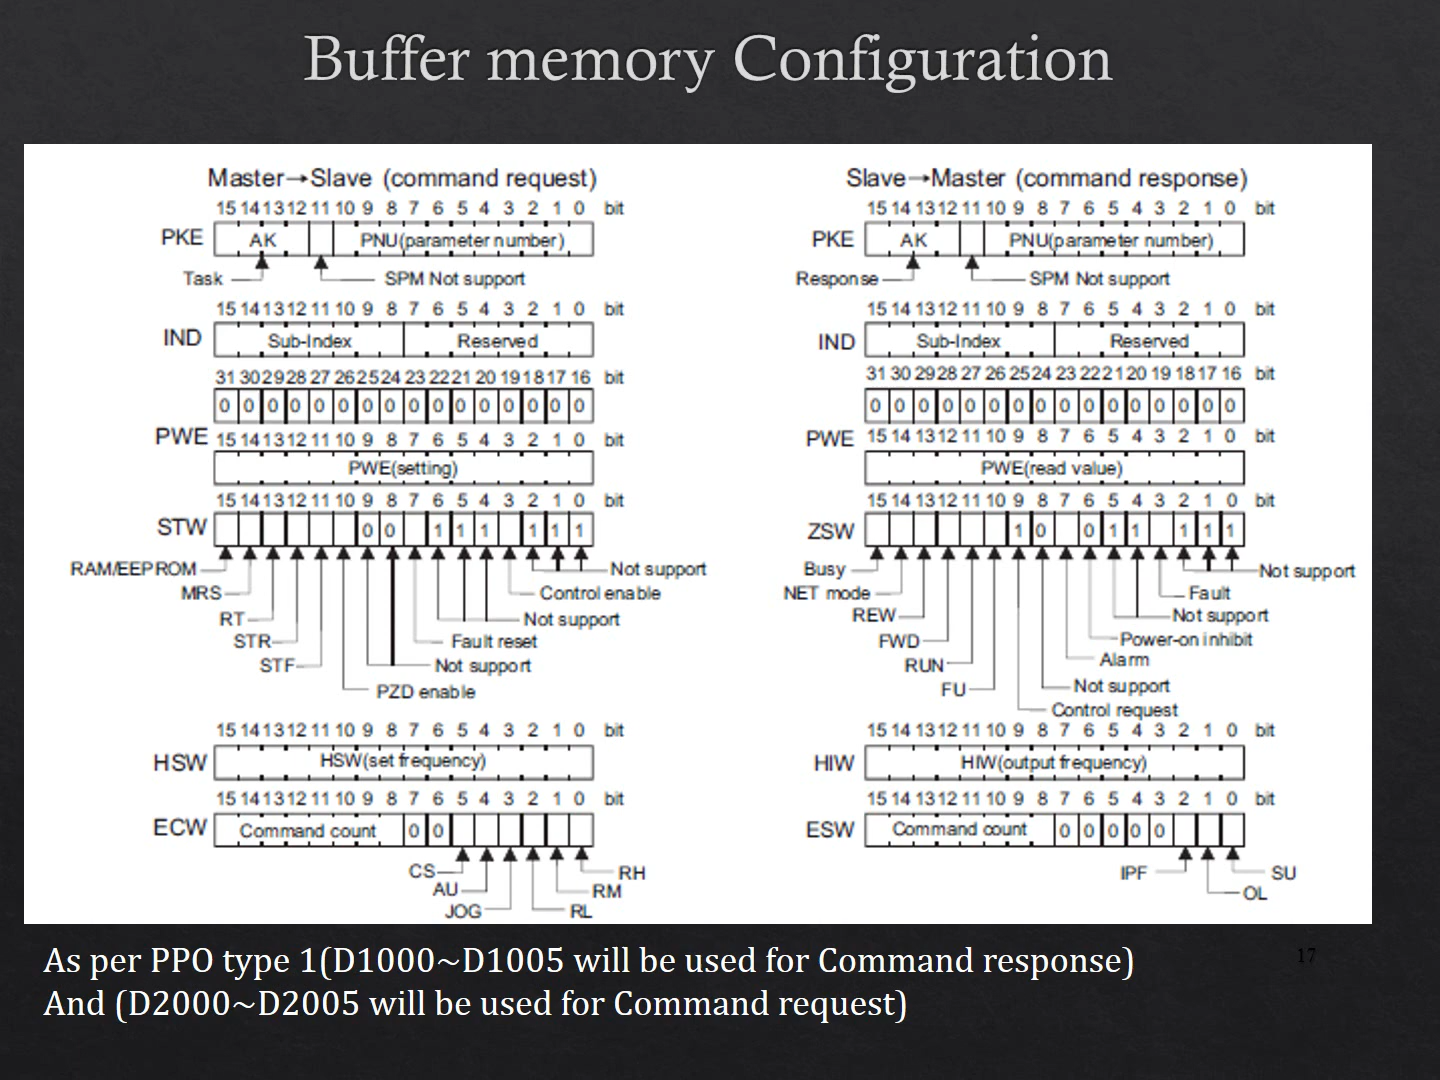 Buffer memory Configuration
Master→Slave (command request)
15 14 13 12 11 10 9 8 7 6 5 4 3 2 1 0 bit
PKE AK PNU(parameter number)
Task SPM Not support
15 14 13 12 11 10 9 8 7 6 5 4 3 2 1 0 bit
IND Sub-Index Reserved
31 30 29 28 27 26 25 24 23 22 21 20 19 18 17 16 bit
0 0 0 0 0 0 0 0 0 0 0 0 0 0 0 0
PWE 15 14 13 12 11 10 9 8 7 6 5 4 3 2 1 0 bit
PWE(setting)
15 14 13 12 11 10 9 8 7 6 5 4 3 2 1 0 bit
STW 0 0 1 1 1 1 1 1
RAM/EEPROM Not support
MRS Control enable
RT Not support
STR Fault reset
STF Not support
PZD enable
15 14 13 12 11 10 9 8 7 6 5 4 3 2 1 0 bit
HSW HSW(set frequency)
15 14 13 12 11 10 9 8 7 6 5 4 3 2 1 0 bit
ECW Command count 0 0
CS RH
AU RM
JOG RL
Slave→Master (command response)
15 14 13 12 11 10 9 8 7 6 5 4 3 2 1 0 bit
PKE AK PNU(parameter number)
Response SPM Not support
15 14 13 12 11 10 9 8 7 6 5 4 3 2 1 0 bit
IND Sub-Index Reserved
31 30 29 28 27 26 25 24 23 22 21 20 19 18 17 16 bit
0 0 0 0 0 0 0 0 0 0 0 0 0 0 0 0
PWE 15 14 13 12 11 10 9 8 7 6 5 4 3 2 1 0 bit
PWE(read value)
15 14 13 12 11 10 9 8 7 6 5 4 3 2 1 0 bit
ZSW 1 0 0 1 1 1 1 1
Busy Not support
NET mode Fault
REW Not support
FWD Power-on inhibit
RUN Alarm
FU Not support
Control request
15 14 13 12 11 10 9 8 7 6 5 4 3 2 1 0 bit
HIW HIW(output frequency)
15 14 13 12 11 10 9 8 7 6 5 4 3 2 1 0 bit
ESW Command count 0 0 0 0 0
IPF SU
OL
As per PPO type 1(D1000~D1005 will be used for Command response)
And (D2000~D2005 will be used for Command request)
17